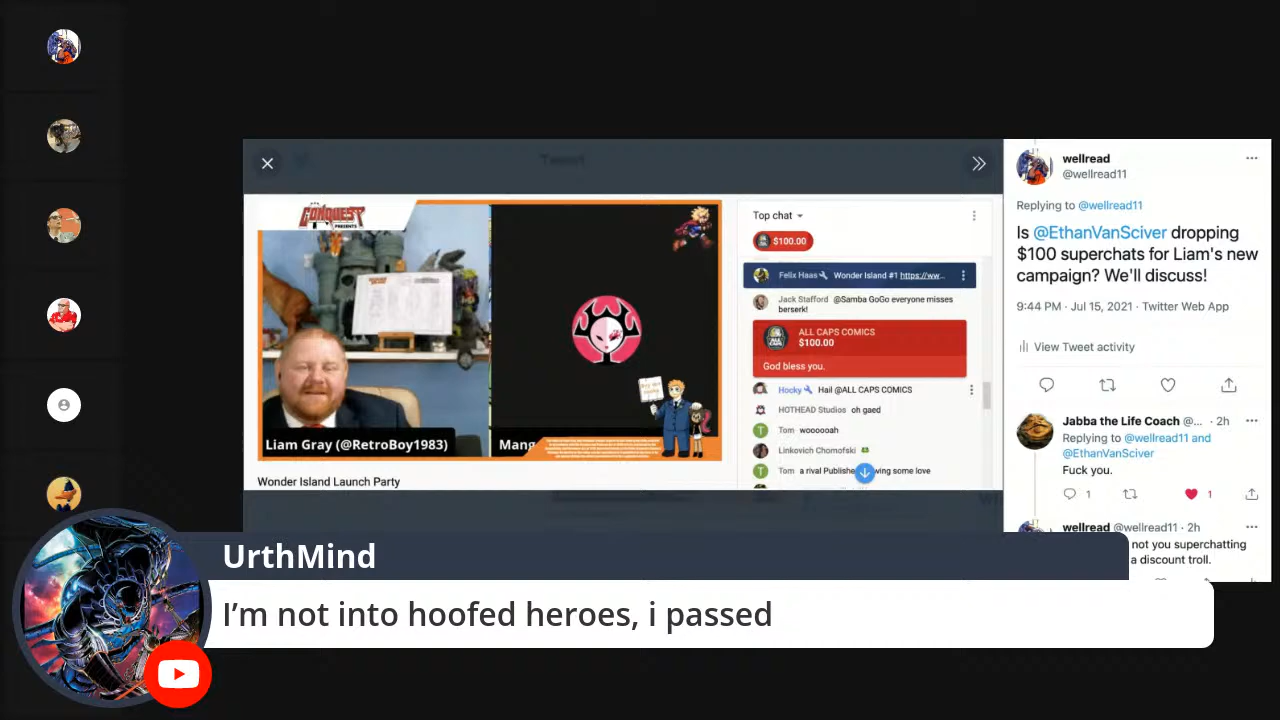 CONQUEST
PRESENTS
Liam Gray (@RetroBoy1983)
Mang
Wonder Island Launch Party
Top chat
$100.00
Felix Haas Wonder Island #1 https://ww...
Jack Stafford @Samba GoGo everyone misses
berserk!
ALL CAPS COMICS
$100.00
God bless you.
Hocky Hail @ALL CAPS COMICS
HOTHEAD Studios oh gaed
Tom woooooah
Linkovich Chomofski
Tom a rival Publishe wing some love
wellread
@wellread11
Replying to @wellread11
Is @EthanVanSciver dropping
$100 superchats for Liam's new
campaign? We'll discuss!
9:44 PM · Jul 15, 2021 · Twitter Web App
View Tweet activity
Jabba the Life Coach @... · 2h
Replying to @wellread11 and
@EthanVanSciver
Fuck you.
1
1
wellread @wellread11 · 2h
not you superchatting
a discount troll.
UrthMind
I'm not into hoofed heroes, i passed